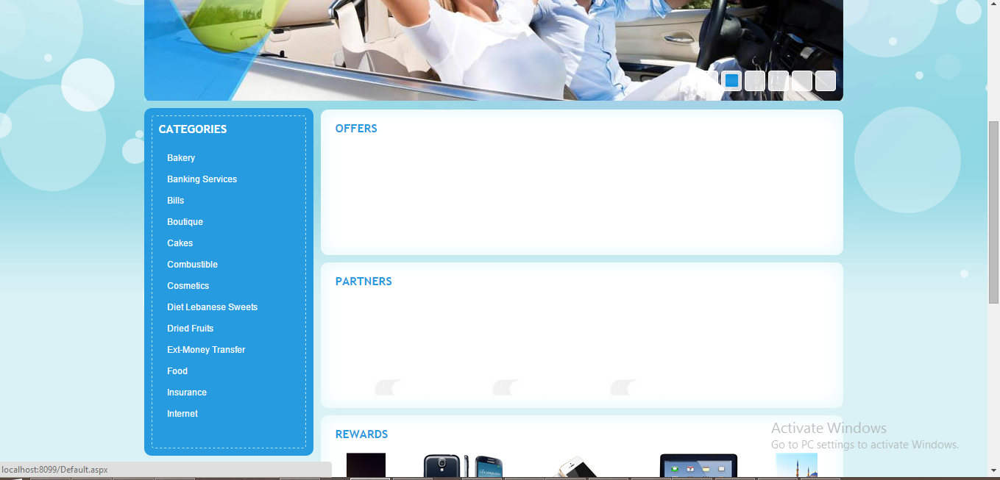 CATEGORIES
Bakery
Banking Services
Bills
Boutique
Cakes
Combustible
Cosmetics
Diet Lebanese Sweets
Dried Fruits
Ext-Money Transfer
Food
Insurance
Internet
OFFERS
PARTNERS
REWARDS
Activate Windows
Go to PC settings to activate Windows.
localhost:8099/Default.aspx